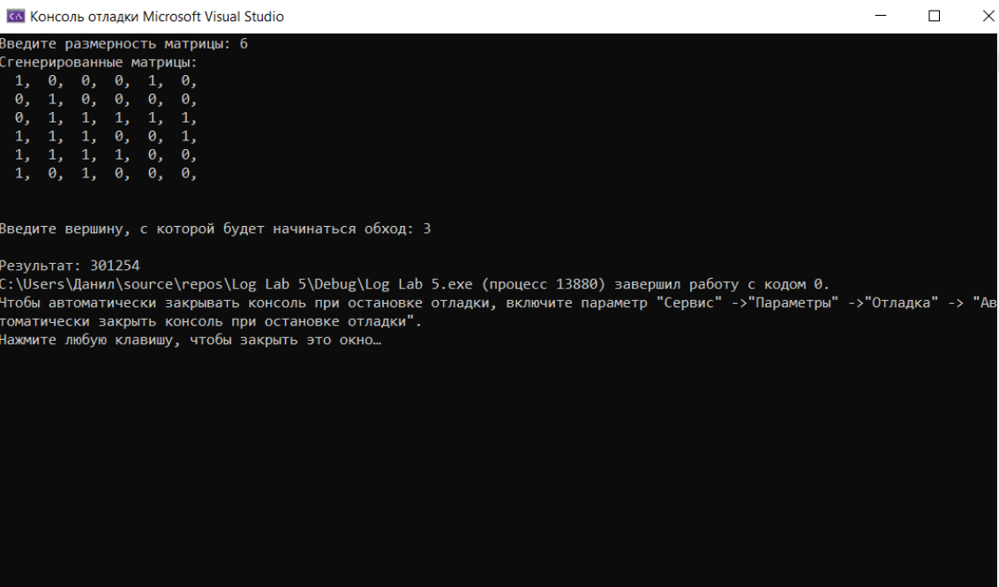 Консоль отладки Microsoft Visual Studio
Введите размерность матрицы: 6
Сгенерированные матрицы:
1, 0, 0, 0, 1, 0,
0, 1, 0, 0, 0, 0,
0, 1, 1, 1, 1, 1,
1, 1, 1, 0, 0, 1,
1, 1, 1, 1, 0, 0,
1, 0, 1, 0, 0, 0,
Введите вершину, с которой будет начинаться обход: 3
Результат: 301254
C:\Users\Данил\source\repos\Log Lab 5\Debug\Log Lab 5.exe (процесс 13880) завершил работу с кодом 0.
Чтобы автоматически закрывать консоль при остановке отладки, включите параметр "Сервис" ->"Параметры" ->"Отладка" -> "Ав
томатически закрыть консоль при остановке отладки".
Нажмите любую клавишу, чтобы закрыть это окно…